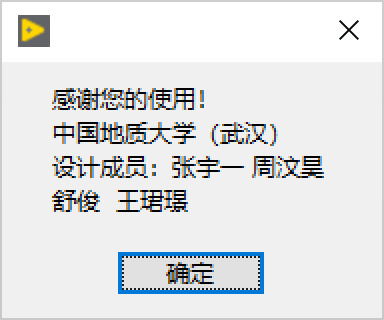 感谢您的使用！
中国地质大学（武汉）
设计成员：张宇一 周汶昊
舒俊 王珺璟
确定